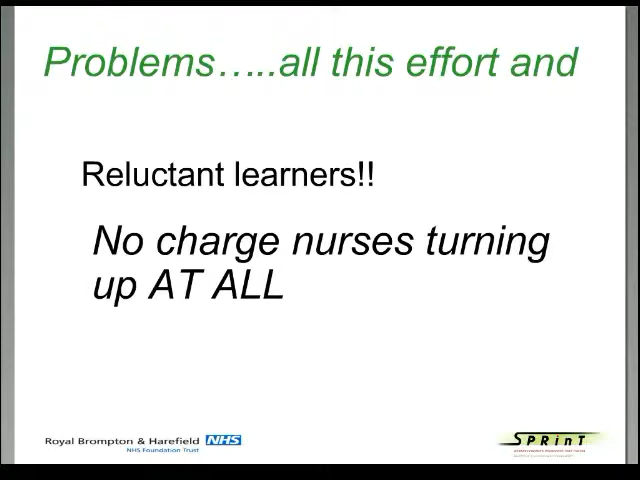 Problems…..all this effort and
Reluctant learners!!
No charge nurses turning
up AT ALL
Royal Brompton & Harefield NHS
NHS Foundation Trust
SPRinT